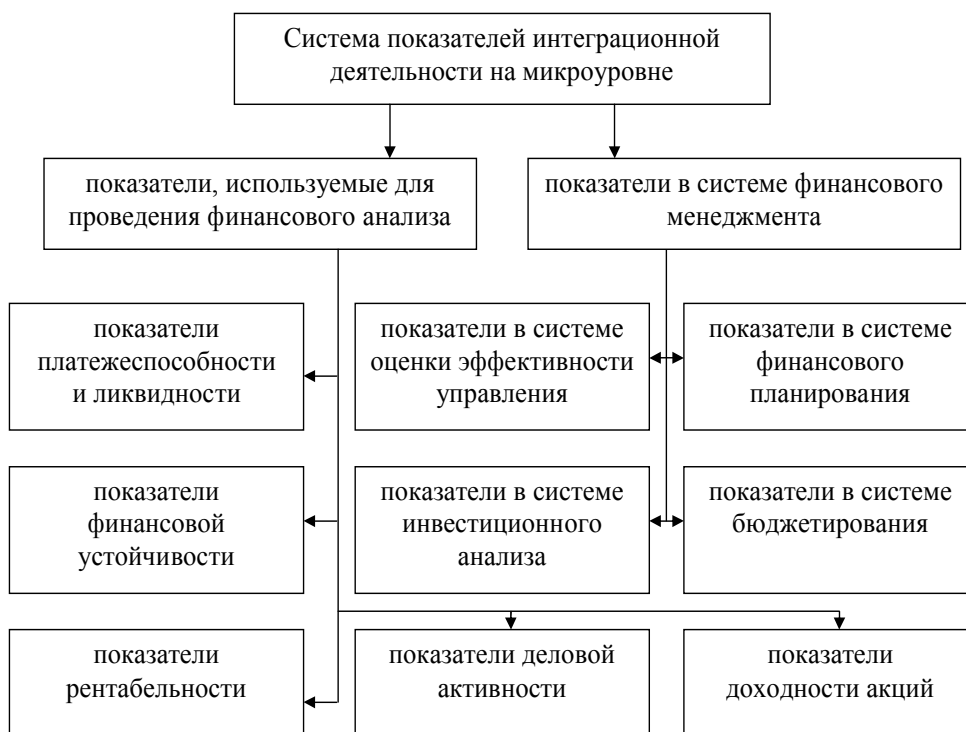 Система показателей интеграционной
деятельности на микроуровне
показатели, используемые для
проведения финансового анализа
показатели в системе финансового
менеджмента
показатели
платежеспособности
и ликвидности
показатели в системе
оценки эффективности
управления
показатели в системе
финансового
планирования
показатели
финансовой
устойчивости
показатели в системе
инвестиционного
анализа
показатели в системе
бюджетирования
показатели
рентабельности
показатели деловой
активности
показатели
доходности акций